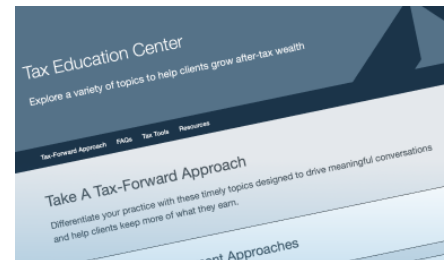 Tax Education Center
Explore a variety of topics to help clients grow after-tax wealth
Tax-Forward Approach FAQs Tax Tools Resources
Take A Tax-Forward Approach
Differentiate your practice with these timely topics designed to drive meaningful conversations
and help clients keep more of what they earn.
Approaches